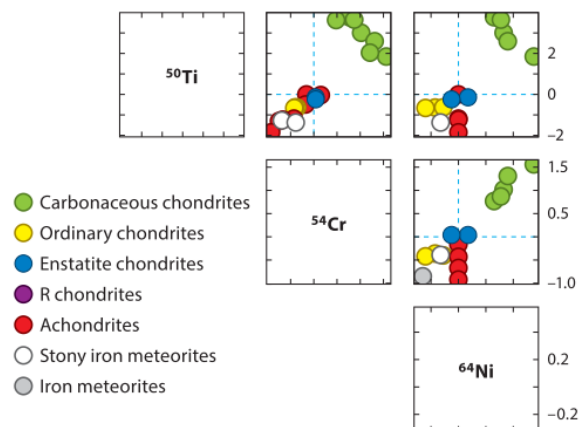 ⁵⁰Ti
2
0
−2
⁵⁴Cr
1.5
0.5
−1.0
Carbonaceous chondrites
Ordinary chondrites
Enstatite chondrites
R chondrites
Achondrites
Stony iron meteorites
Iron meteorites
⁶⁴Ni
0.2
−0.2